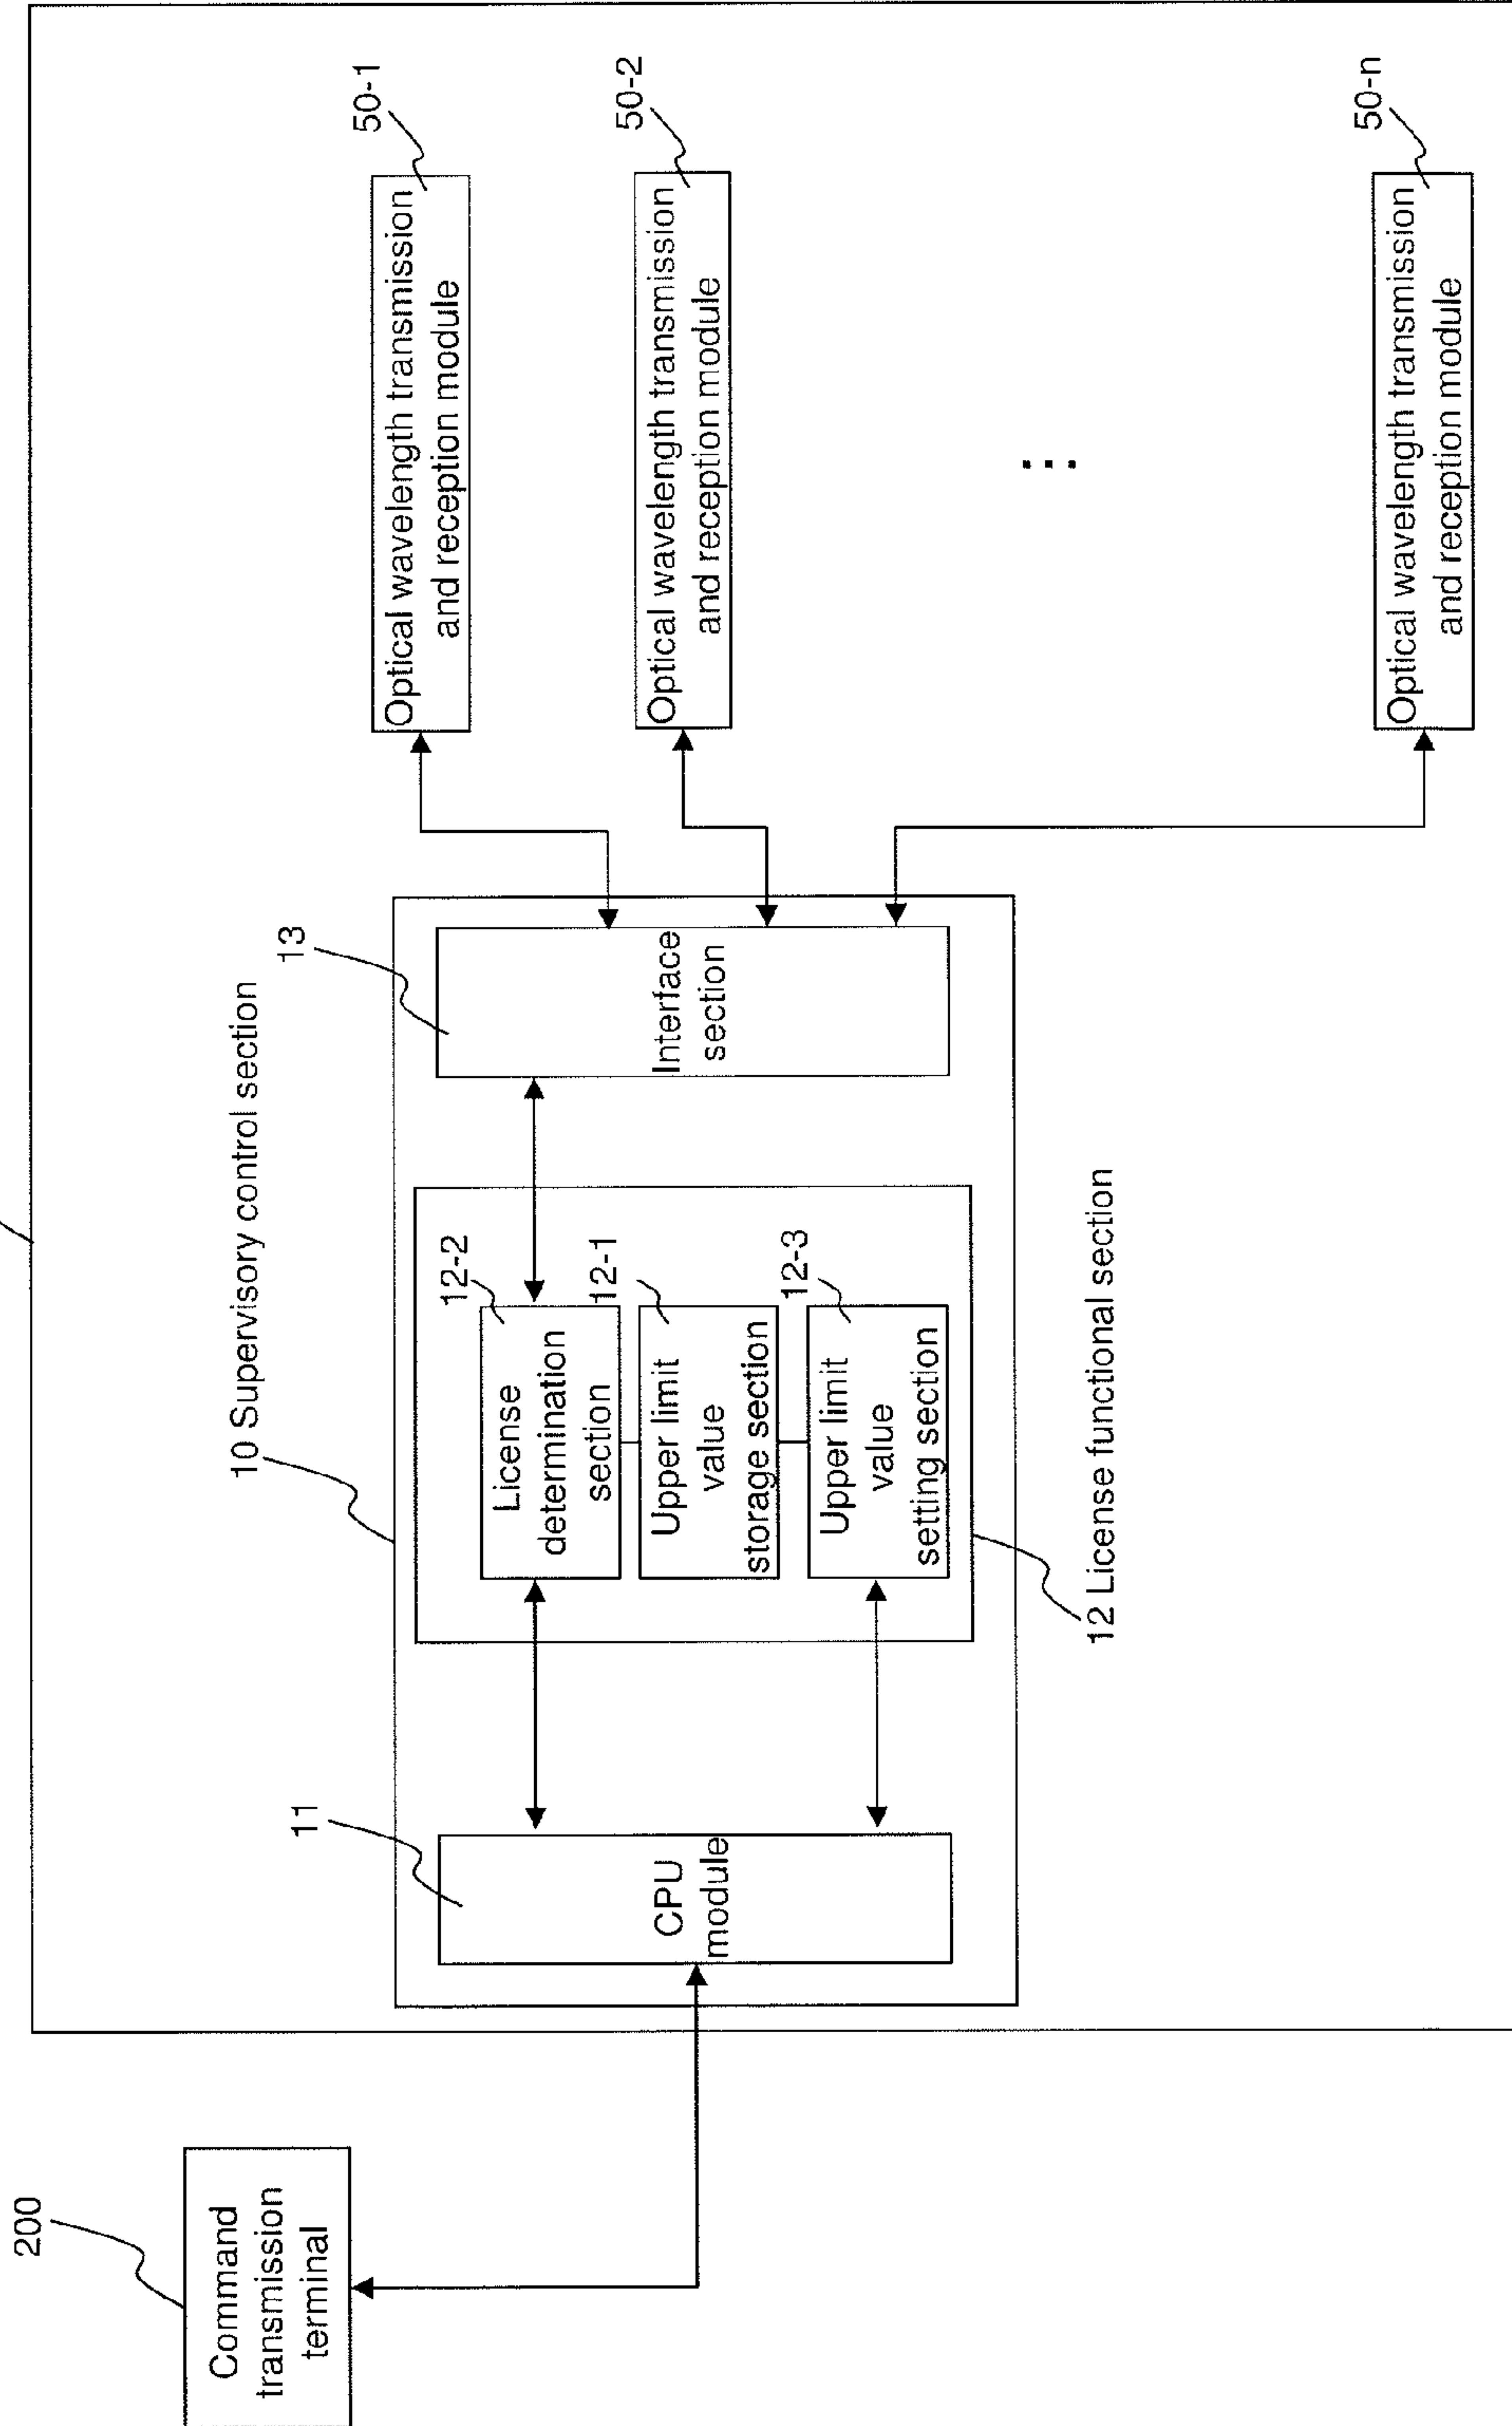 200
Command
transmission
terminal
10 Supervisory control section
11
CPU
module
12-2
License
determination
section
12-1
Upper limit
value
storage section
12-3
Upper limit
value
setting section
12 License functional section
13
Interface
section
50-1
Optical wavelength transmission
and reception module
50-2
Optical wavelength transmission
and reception module
...
50-n
Optical wavelength transmission
and reception module